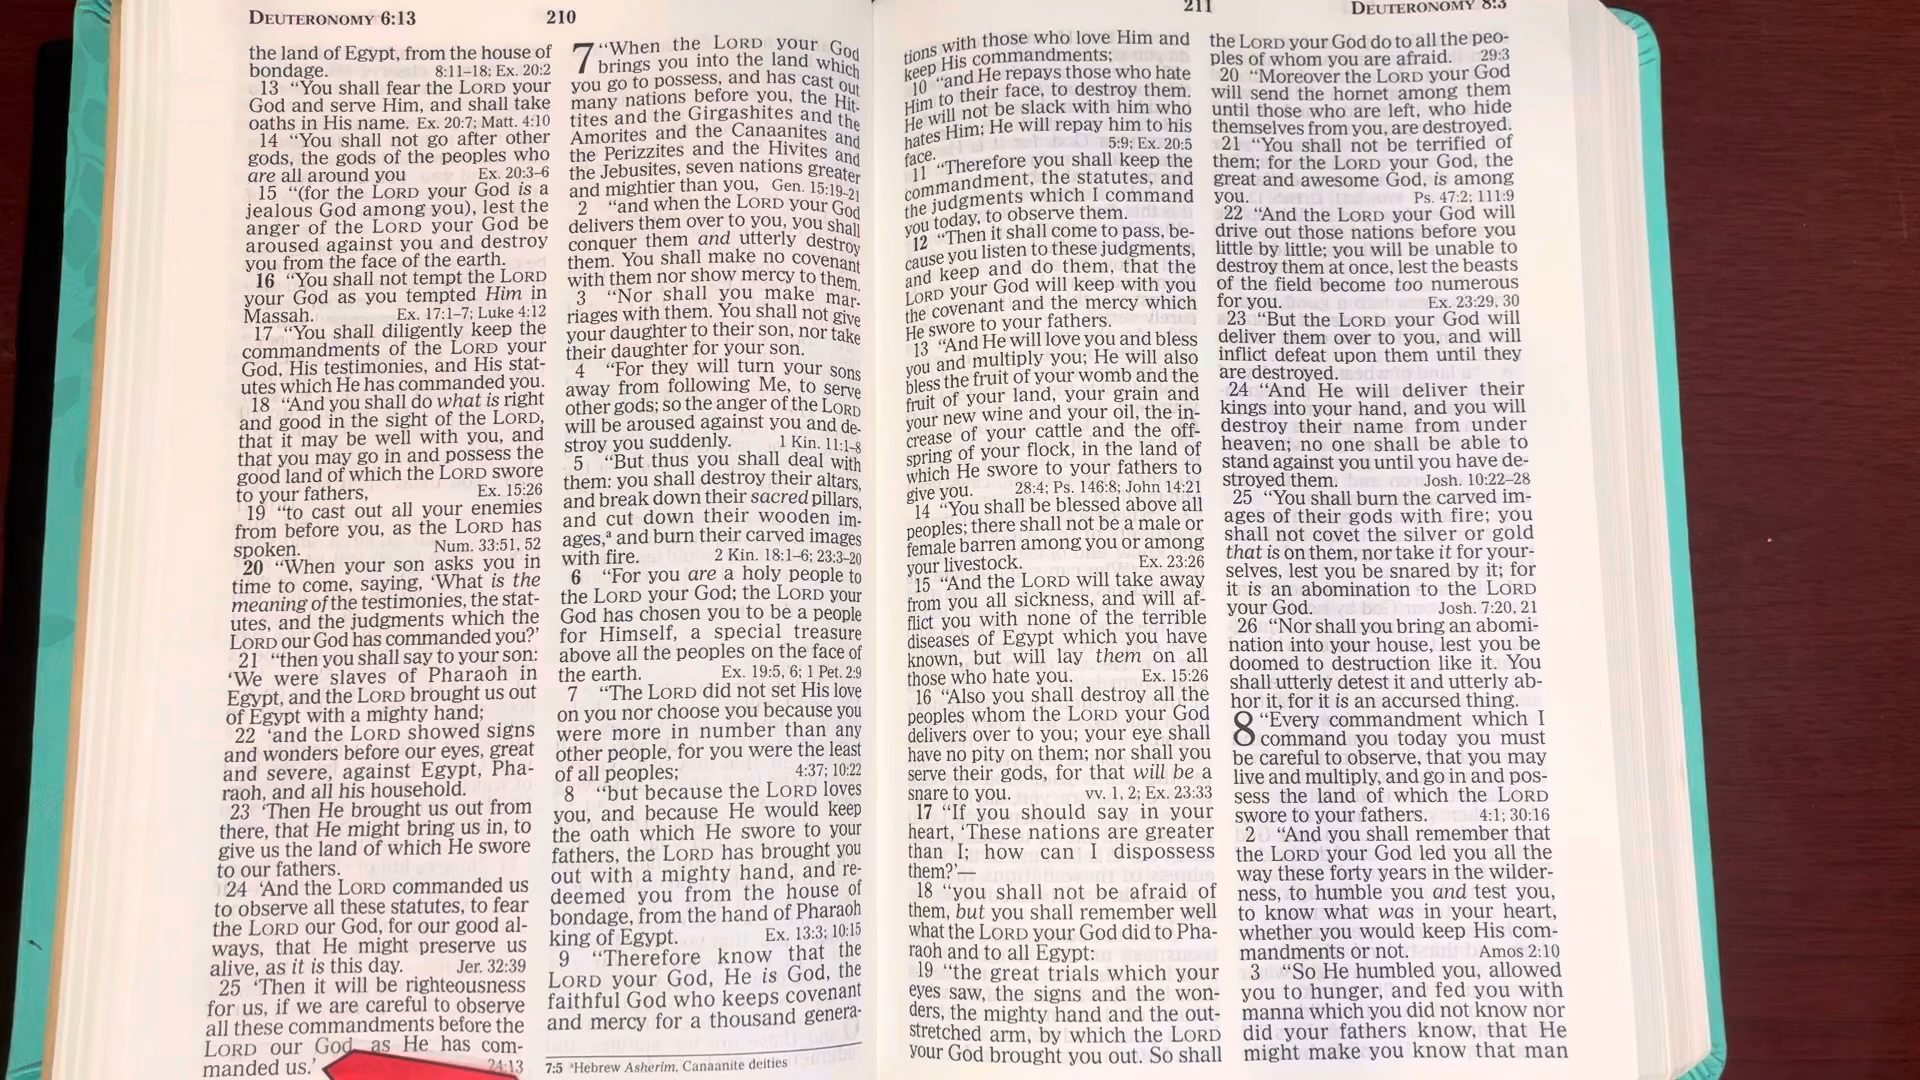 DEUTERONOMY 6:13
210
the land of Egypt, from the house of
bondage. 8:11–18; Ex. 20:2
13 “You shall fear the LORD your
God and serve Him, and shall take
oaths in His name. Ex. 20:7; Matt. 4:10
14 “You shall not go after other
gods, the gods of the peoples who
are all around you Ex. 20:3–6
15 “(for the LORD your God is a
jealous God among you), lest the
anger of the LORD your God be
aroused against you and destroy
you from the face of the earth.
16 “You shall not tempt the LORD
your God as you tempted Him in
Massah. Ex. 17:1–7; Luke 4:12
17 “You shall diligently keep the
commandments of the LORD your
God, His testimonies, and His stat-
utes which He has commanded you.
18 “And you shall do what is right
and good in the sight of the LORD,
that it may be well with you, and
that you may go in and possess the
good land of which the LORD swore
to your fathers, Ex. 15:26
19 “to cast out all your enemies
from before you, as the LORD has
spoken. Num. 33:51, 52
20 “When your son asks you in
time to come, saying, ‘What is the
meaning of the testimonies, the stat-
utes, and the judgments which the
LORD our God has commanded you?’
21 “then you shall say to your son:
‘We were slaves of Pharaoh in
Egypt, and the LORD brought us out
of Egypt with a mighty hand;
22 ‘and the LORD showed signs
and wonders before our eyes, great
and severe, against Egypt, Pha-
raoh, and all his household.
23 ‘Then He brought us out from
there, that He might bring us in, to
give us the land of which He swore
to our fathers.
24 ‘And the LORD commanded us
to observe all these statutes, to fear
the LORD our God, for our good al-
ways, that He might preserve us
alive, as it is this day. Jer. 32:39
25 ‘Then it will be righteousness
for us, if we are careful to observe
all these commandments before the
LORD our God, as He has com-
manded us.’ 24:13
7 “When the LORD your God
brings you into the land which
you go to possess, and has cast out
many nations before you, the Hit-
tites and the Girgashites and the
Amorites and the Canaanites and
the Perizzites and the Hivites and
the Jebusites, seven nations greater
and mightier than you, Gen. 15:19–21
2 “and when the LORD your God
delivers them over to you, you shall
conquer them and utterly destroy
them. You shall make no covenant
with them nor show mercy to them.
3 “Nor shall you make mar-
riages with them. You shall not give
your daughter to their son, nor take
their daughter for your son.
4 “For they will turn your sons
away from following Me, to serve
other gods; so the anger of the LORD
will be aroused against you and de-
stroy you suddenly. 1 Kin. 11:1–8
5 “But thus you shall deal with
them: you shall destroy their altars,
and break down their sacred pillars,
and cut down their wooden im-
ages,a and burn their carved images
with fire. 2 Kin. 18:1–6; 23:3–20
6 “For you are a holy people to
the LORD your God; the LORD your
God has chosen you to be a people
for Himself, a special treasure
above all the peoples on the face of
the earth. Ex. 19:5, 6; 1 Pet. 2:9
7 “The LORD did not set His love
on you nor choose you because you
were more in number than any
other people, for you were the least
of all peoples; 4:37; 10:22
8 “but because the LORD loves
you, and because He would keep
the oath which He swore to your
fathers, the LORD has brought you
out with a mighty hand, and re-
deemed you from the house of
bondage, from the hand of Pharaoh
king of Egypt. Ex. 13:3; 10:15
9 “Therefore know that the
LORD your God, He is God, the
faithful God who keeps covenant
and mercy for a thousand genera-
7:5 aHebrew Asherim, Canaanite deities
211
DEUTERONOMY 8:3
tions with those who love Him and
keep His commandments;
10 “and He repays those who hate
Him to their face, to destroy them.
He will not be slack with him who
hates Him; He will repay him to his
face. 5:9; Ex. 20:5
11 “Therefore you shall keep the
commandment, the statutes, and
the judgments which I command
you today, to observe them.
12 “Then it shall come to pass, be-
cause you listen to these judgments,
and keep and do them, that the
LORD your God will keep with you
the covenant and the mercy which
He swore to your fathers.
13 “And He will love you and bless
you and multiply you; He will also
bless the fruit of your womb and the
fruit of your land, your grain and
your new wine and your oil, the in-
crease of your cattle and the off-
spring of your flock, in the land of
which He swore to your fathers to
give you. 28:4; Ps. 146:8; John 14:21
14 “You shall be blessed above all
peoples; there shall not be a male or
female barren among you or among
your livestock. Ex. 23:26
15 “And the LORD will take away
from you all sickness, and will af-
flict you with none of the terrible
diseases of Egypt which you have
known, but will lay them on all
those who hate you. Ex. 15:26
16 “Also you shall destroy all the
peoples whom the LORD your God
delivers over to you; your eye shall
have no pity on them; nor shall you
serve their gods, for that will be a
snare to you. vv. 1, 2; Ex. 23:33
17 “If you should say in your
heart, ‘These nations are greater
than I; how can I dispossess
them?’—
18 “you shall not be afraid of
them, but you shall remember well
what the LORD your God did to Pha-
raoh and to all Egypt:
19 “the great trials which your
eyes saw, the signs and the won-
ders, the mighty hand and the out-
stretched arm, by which the LORD
your God brought you out. So shall
the LORD your God do to all the peo-
ples of whom you are afraid. 29:3
20 “Moreover the LORD your God
will send the hornet among them
until those who are left, who hide
themselves from you, are destroyed.
21 “You shall not be terrified of
them; for the LORD your God, the
great and awesome God, is among
you. Ps. 47:2; 111:9
22 “And the LORD your God will
drive out those nations before you
little by little; you will be unable to
destroy them at once, lest the beasts
of the field become too numerous
for you. Ex. 23:29, 30
23 “But the LORD your God will
deliver them over to you, and will
inflict defeat upon them until they
are destroyed.
24 “And He will deliver their
kings into your hand, and you will
destroy their name from under
heaven; no one shall be able to
stand against you until you have de-
stroyed them. Josh. 10:22–28
25 “You shall burn the carved im-
ages of their gods with fire; you
shall not covet the silver or gold
that is on them, nor take it for your-
selves, lest you be snared by it; for
it is an abomination to the LORD
your God. Josh. 7:20, 21
26 “Nor shall you bring an abomi-
nation into your house, lest you be
doomed to destruction like it. You
shall utterly detest it and utterly ab-
hor it, for it is an accursed thing.
8 “Every commandment which I
command you today you must
be careful to observe, that you may
live and multiply, and go in and pos-
sess the land of which the LORD
swore to your fathers. 4:1; 30:16
2 “And you shall remember that
the LORD your God led you all the
way these forty years in the wilder-
ness, to humble you and test you,
to know what was in your heart,
whether you would keep His com-
mandments or not. Amos 2:10
3 “So He humbled you, allowed
you to hunger, and fed you with
manna which you did not know nor
did your fathers know, that He
might make you know that man